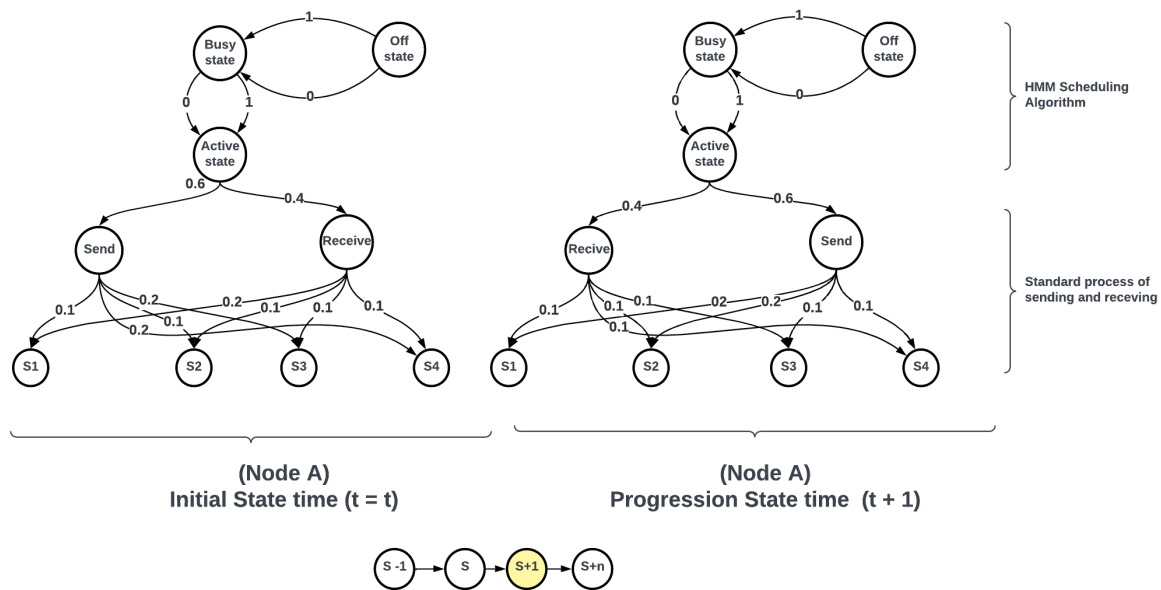 1
Busy
state
Off
state
0
0
1
Active
state
0.6
0.4
Send
Receive
0.1
0.2
0.2
0.1
0.1
0.1
0.1
0.2
S1
S2
S3
S4
(Node A)
Initial State time (t = t)
1
Busy
state
Off
state
0
0
1
Active
state
0.4
0.6
Recive
Send
0.1
0.1
0.1
02
0.2
0.1
0.1
0.1
S1
S2
S3
S4
(Node A)
Progression State time (t + 1)
HMM Scheduling
Algorithm
Standard process of
sending and receving
S -1
S
S+1
S+n